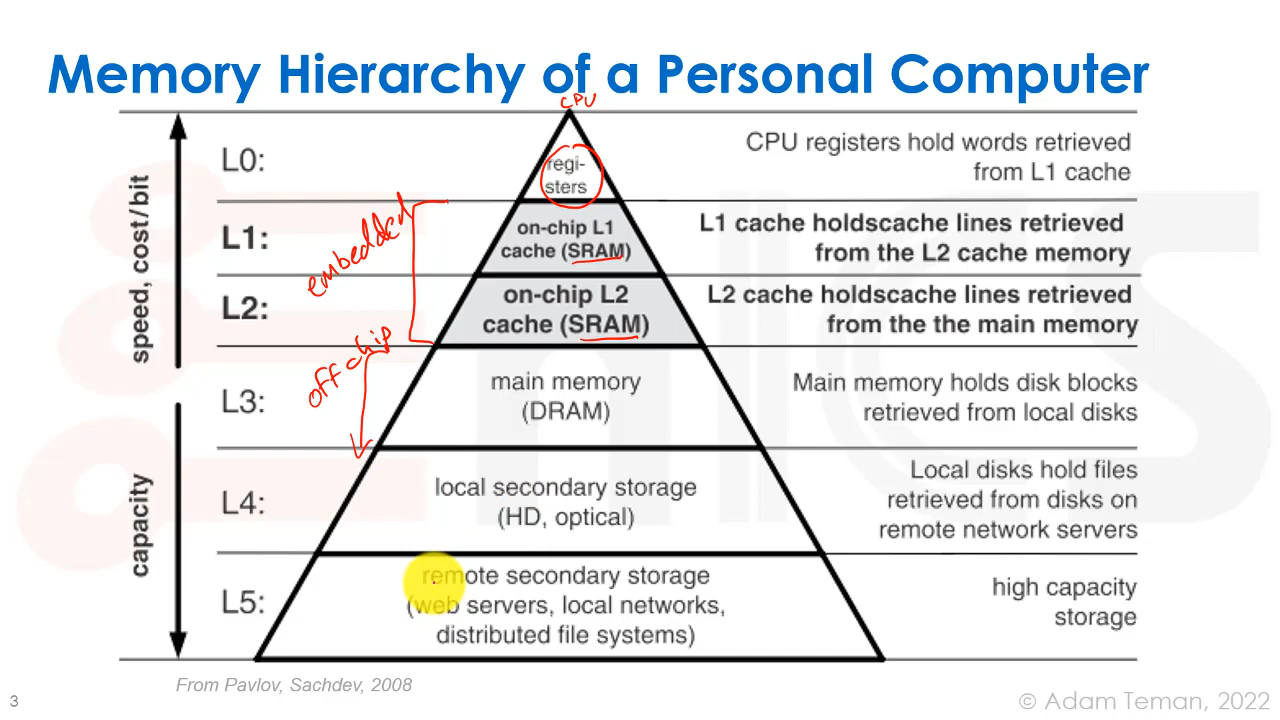 Memory Hierarchy of a Personal Computer
CPU
speed, cost/bit
capacity
embedded
off chip
L0:
regi-
sters
CPU registers hold words retrieved
from L1 cache
L1:
on-chip L1
cache (SRAM)
L1 cache holdscache lines retrieved
from the L2 cache memory
L2:
on-chip L2
cache (SRAM)
L2 cache holdscache lines retrieved
from the the main memory
L3:
main memory
(DRAM)
Main memory holds disk blocks
retrieved from local disks
L4:
local secondary storage
(HD, optical)
Local disks hold files
retrieved from disks on
remote network servers
L5:
remote secondary storage
(web servers, local networks,
distributed file systems)
high capacity
storage
From Pavlov, Sachdev, 2008
3
© Adam Teman, 2022
nICS